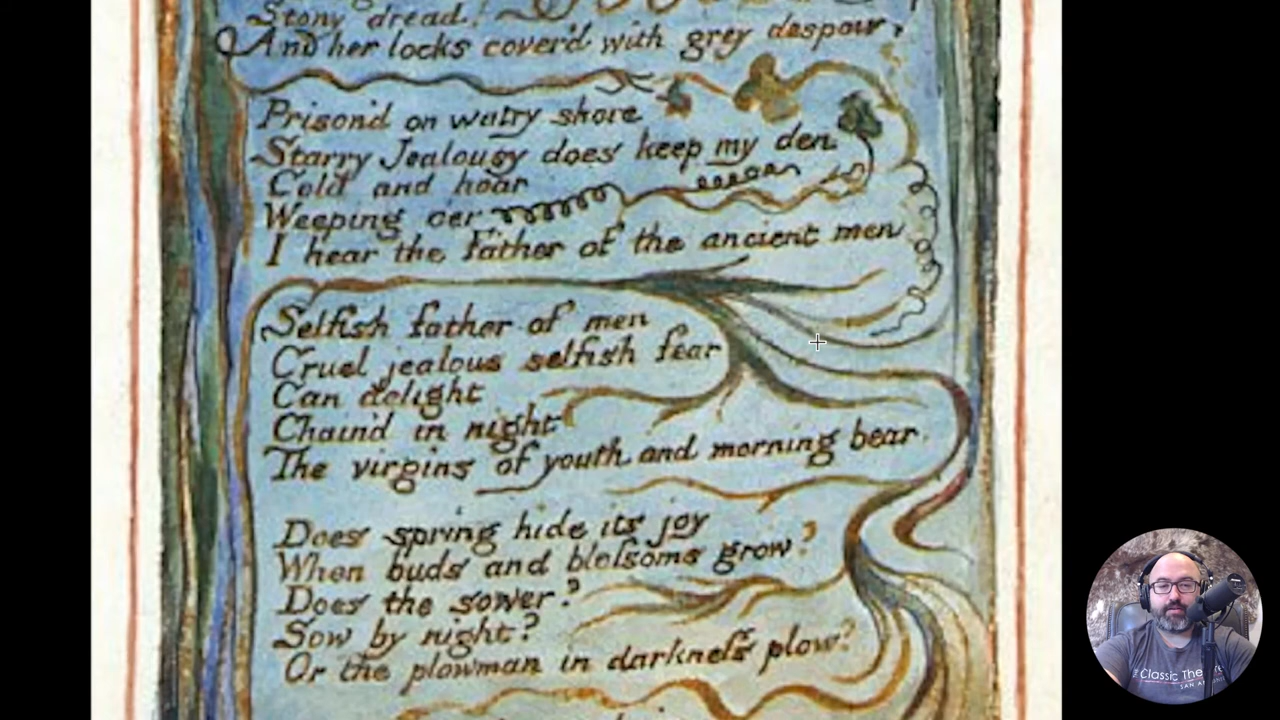 Stony dread!
And her locks cover'd with grey despair.
Prison'd on watry shore
Starry Jealousy does keep my den
Cold and hoar
Weeping o'er
I hear the Father of the ancient men
Selfish father of men
Cruel jealous selfish fear
Can delight
Chain'd in night
The virgins of youth and morning bear.
Does spring hide its joy
When buds and blossoms grow?
Does the sower?
Sow by night?
Or the plowman in darkness plow?
Classic Theatre
SAN